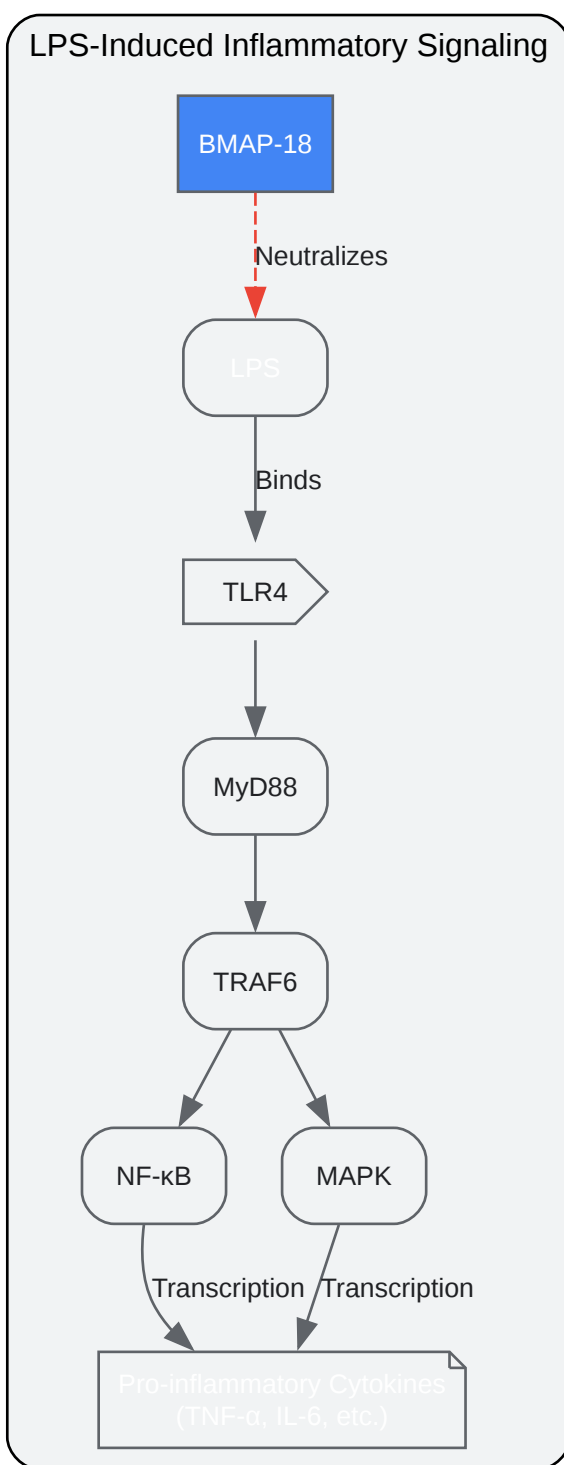 LPS-Induced Inflammatory Signaling
BMAP-18
Neutralizes
LPS
Binds
TLR4
MyD88
TRAF6
NF-κB
MAPK
Transcription
Transcription
Pro-inflammatory Cytokines
(TNF-α, IL-6, etc.)